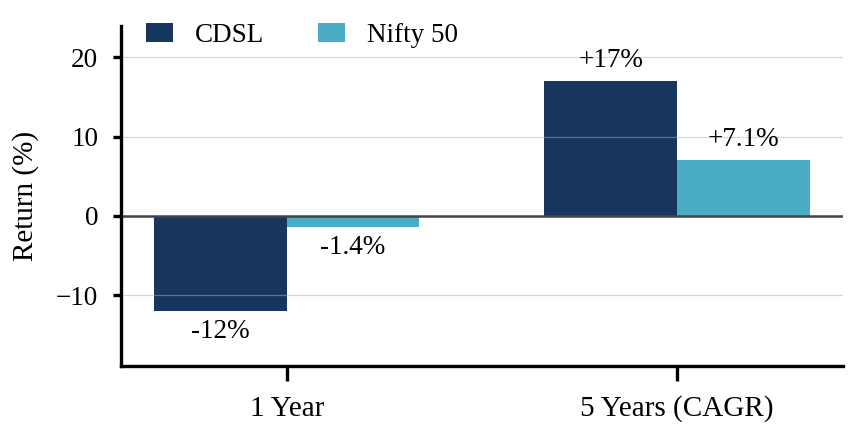 CDSL Nifty 50
Return (%)
20
10
0
−10
+17%
+7.1%
-1.4%
-12%
1 Year 5 Years (CAGR)